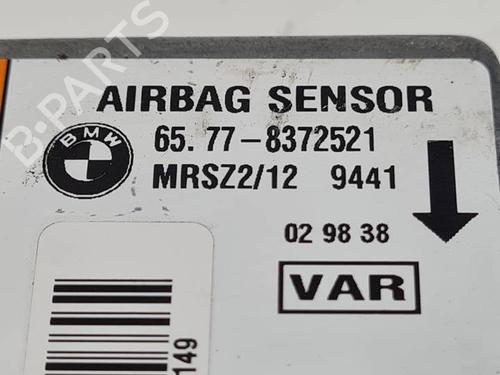 AIRBAG SENSOR
BMW
65. 77-8372521
MRSZ2/12 9441
02 98 38
VAR
149
B-PARTS